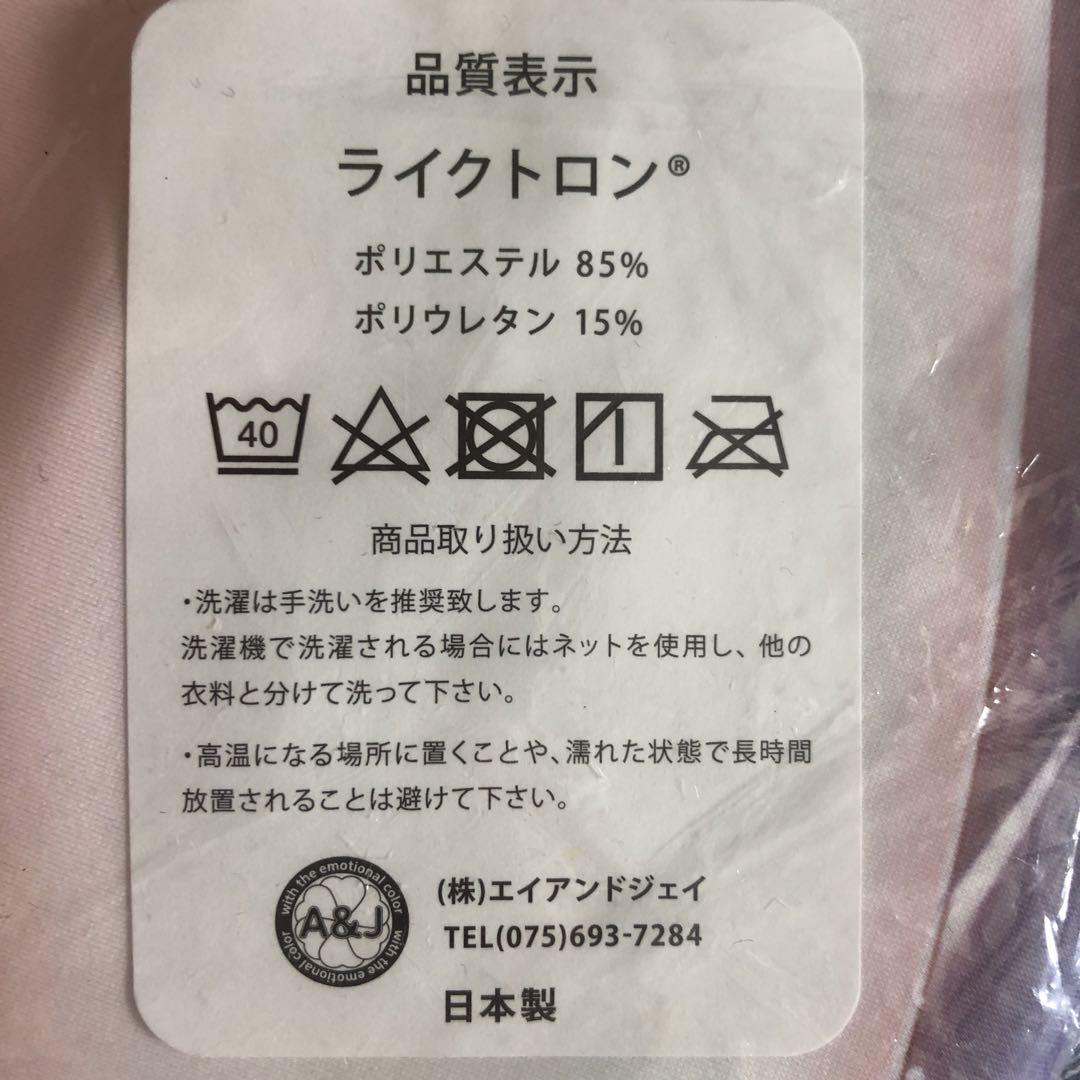 品質表示
ライクトロン®
ポリエステル 85%
ポリウレタン 15%
40
商品取り扱い方法
・洗濯は手洗いを推奨致します。
洗濯機で洗濯される場合にはネットを使用し、他の
衣料と分けて洗って下さい。
・高温になる場所に置くことや、濡れた状態で長時間
放置されることは避けて下さい。
with the emotional color
A&J
with the emotional color
(株)エイアンドジェイ
TEL(075)693-7284
日本製